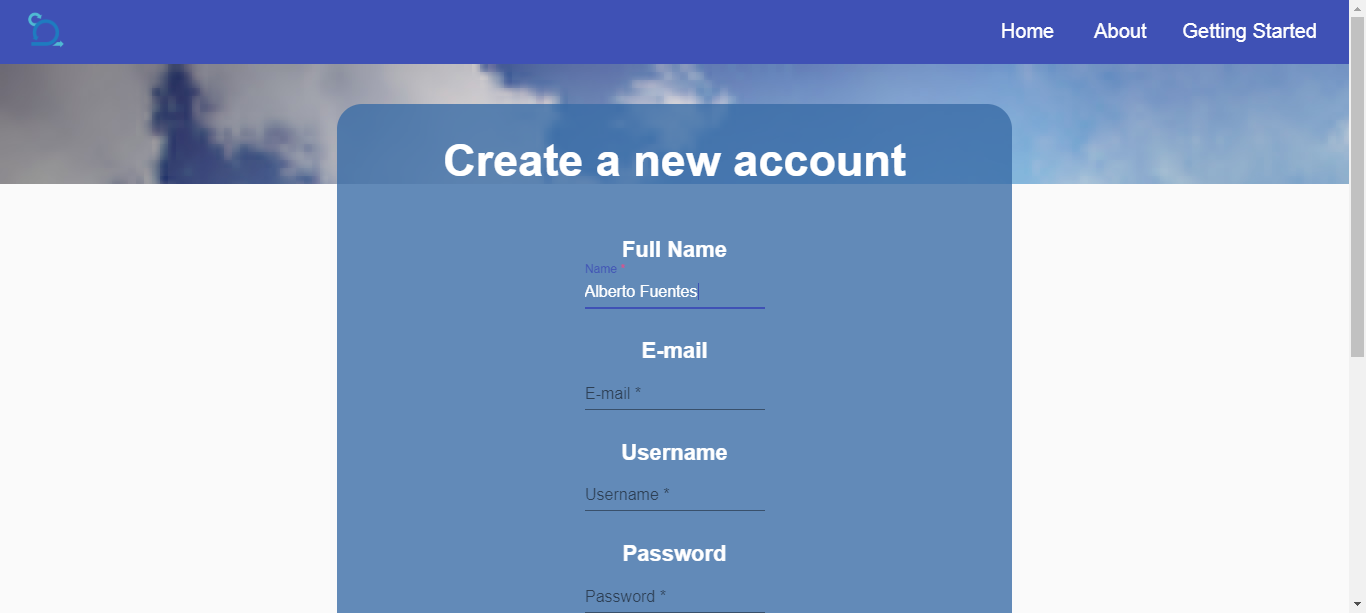 Home About Getting Started
Create a new account
Full Name
Name *
Alberto Fuentes
E-mail
E-mail *
Username
Username *
Password
Password *